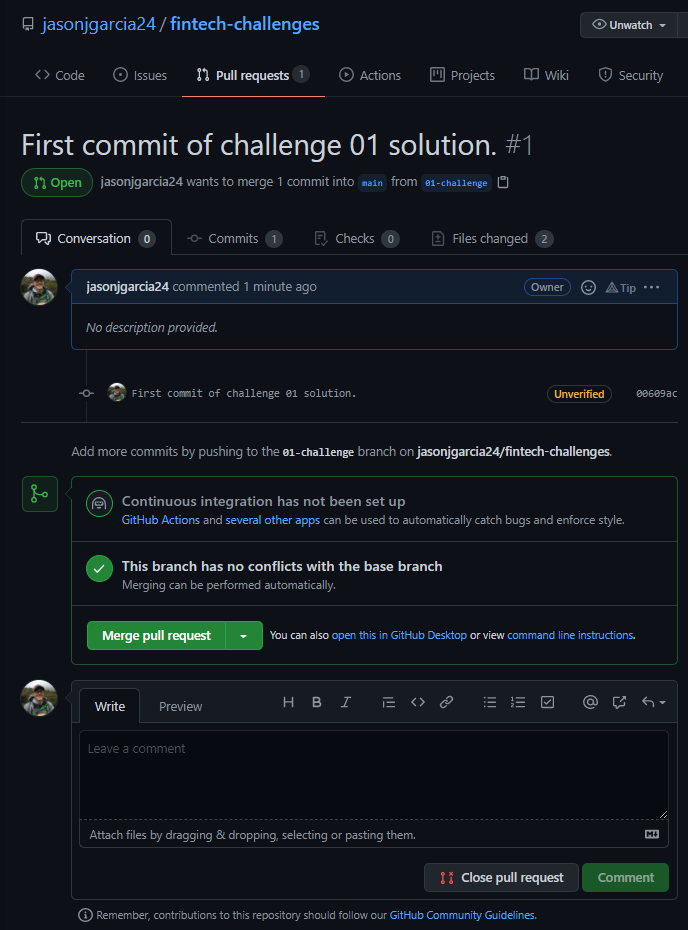 jasonjgarcia24 / fintech-challenges
Unwatch
Code Issues Pull requests 1 Actions Projects Wiki Security
First commit of challenge 01 solution. #1
Open jasonjgarcia24 wants to merge 1 commit into main from 01-challenge
Conversation 0 Commits 1 Checks 0 Files changed 2
jasonjgarcia24 commented 1 minute ago Owner Tip
No description provided.
First commit of challenge 01 solution. Unverified 00609ac
Add more commits by pushing to the 01-challenge branch on jasonjgarcia24/fintech-challenges.
Continuous integration has not been set up
GitHub Actions and several other apps can be used to automatically catch bugs and enforce style.
This branch has no conflicts with the base branch
Merging can be performed automatically.
Merge pull request You can also open this in GitHub Desktop or view command line instructions.
Write Preview
Leave a comment
Attach files by dragging & dropping, selecting or pasting them.
Close pull request Comment
Remember, contributions to this repository should follow our GitHub Community Guidelines.